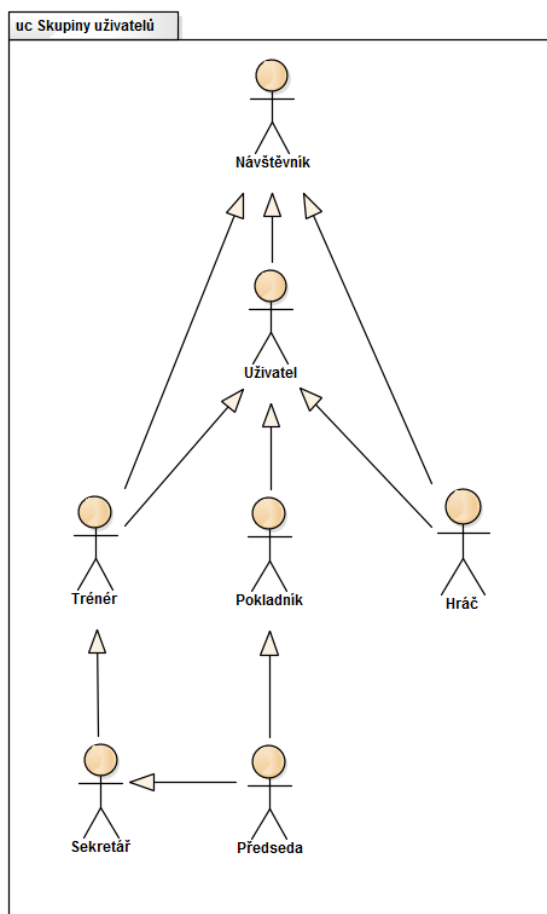 uc Skupiny uživatelů
Návštěvník
Uživatel
Trénér
Pokladník
Hráč
Sekretář
Předseda